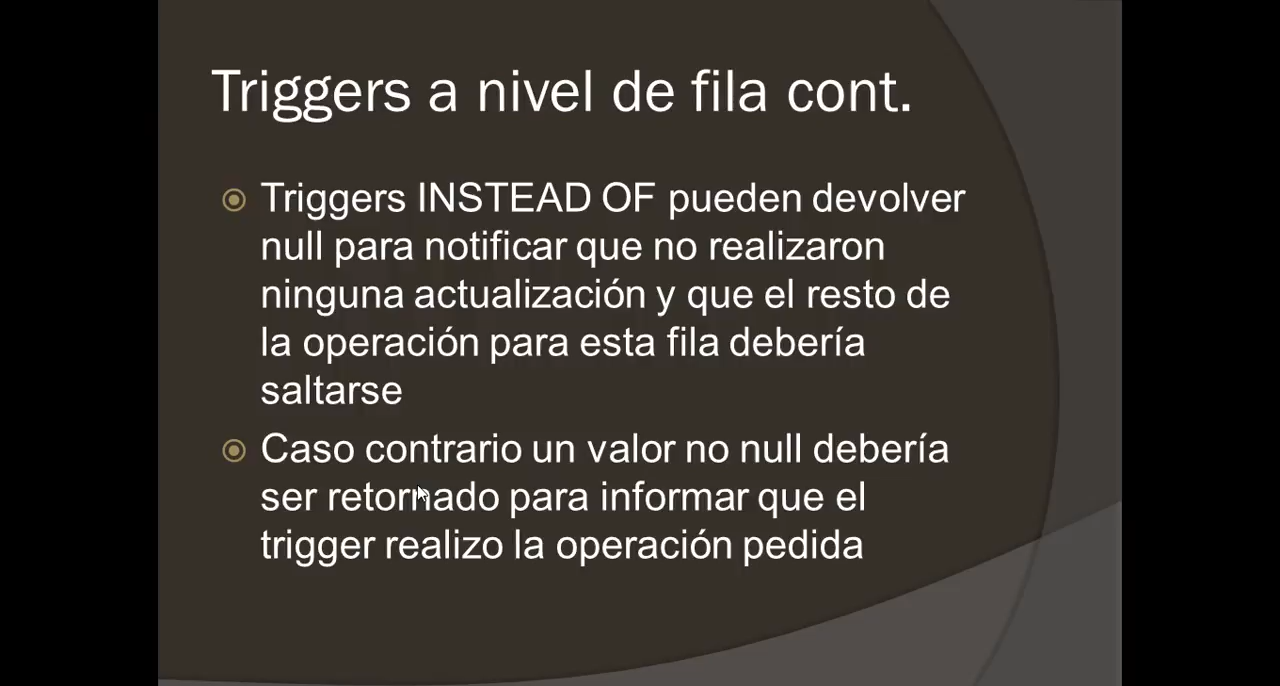 Triggers a nivel de fila cont.
Triggers INSTEAD OF pueden devolver
null para notificar que no realizaron
ninguna actualización y que el resto de
la operación para esta fila debería
saltarse
Caso contrario un valor no null debería
ser retornado para informar que el
trigger realizo la operación pedida